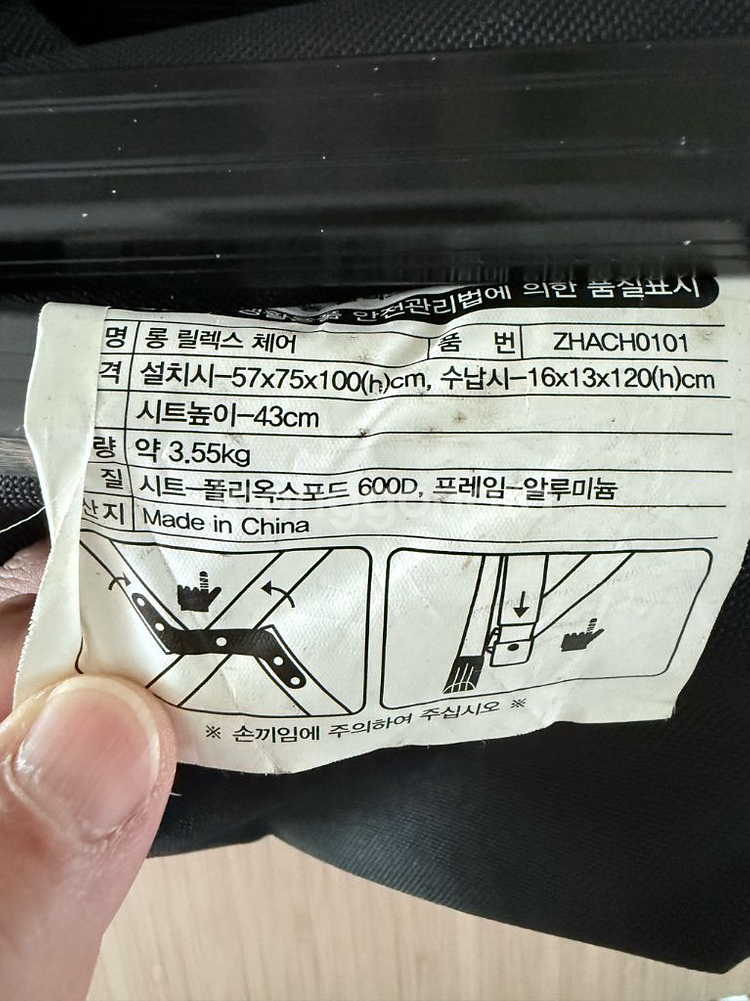 안전관리법에 의한 품질표시
명 롱 릴렉스 체어 품 번 ZHACH0101
격 설치시-57x75x100(h)cm, 수납시-16x13x120(h)cm
시트높이-43cm
량 약 3.55kg
질 시트-폴리옥스포드 600D, 프레임-알루미늄
산지 Made in China
※ 손끼임에 주의하여 주십시오 ※